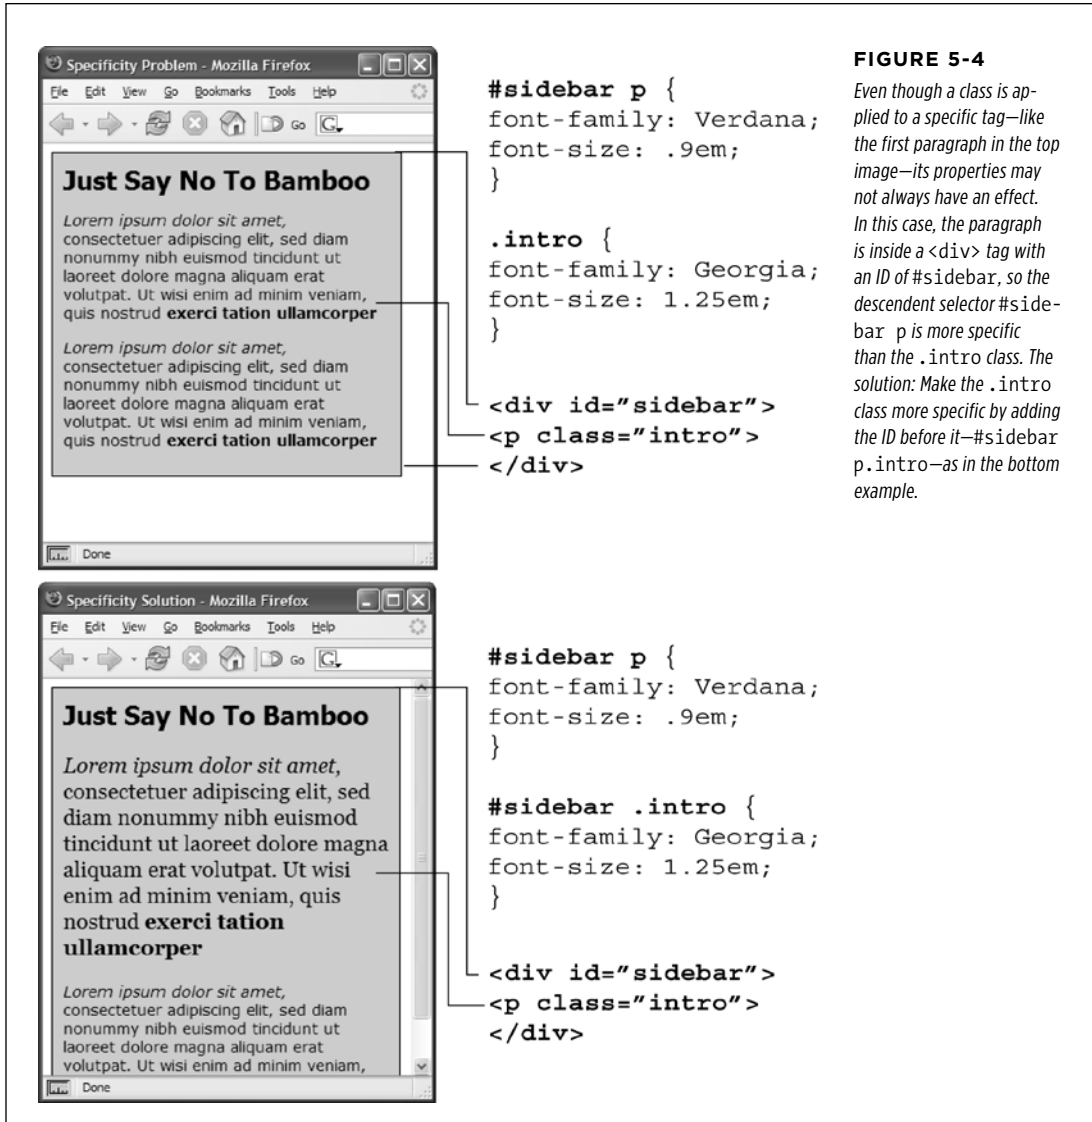 Specificity Problem - Mozilla Firefox
File Edit View Go Bookmarks Tools Help
Go G
Just Say No To Bamboo
Lorem ipsum dolor sit amet,
consectetuer adipiscing elit, sed diam
nonummy nibh euismod tincidunt ut
laoreet dolore magna aliquam erat
volutpat. Ut wisi enim ad minim veniam,
quis nostrud exerci tation ullamcorper
Lorem ipsum dolor sit amet,
consectetuer adipiscing elit, sed diam
nonummy nibh euismod tincidunt ut
laoreet dolore magna aliquam erat
volutpat. Ut wisi enim ad minim veniam,
quis nostrud exerci tation ullamcorper
Done
#sidebar p {
font-family: Verdana;
font-size: .9em;
}
.intro {
font-family: Georgia;
font-size: 1.25em;
}
<div id="sidebar">
<p class="intro">
</div>
FIGURE 5-4
Even though a class is ap-
plied to a specific tag—like
the first paragraph in the top
image—its properties may
not always have an effect.
In this case, the paragraph
is inside a <div> tag with
an ID of #sidebar, so the
descendent selector #side-
bar p is more specific
than the .intro class. The
solution: Make the .intro
class more specific by adding
the ID before it—#sidebar
p.intro—as in the bottom
example.
Specificity Solution - Mozilla Firefox
File Edit View Go Bookmarks Tools Help
Go G
Just Say No To Bamboo
Lorem ipsum dolor sit amet,
consectetuer adipiscing elit, sed
diam nonummy nibh euismod
tincidunt ut laoreet dolore magna
aliquam erat volutpat. Ut wisi
enim ad minim veniam, quis
nostrud exerci tation
ullamcorper
Lorem ipsum dolor sit amet,
consectetuer adipiscing elit, sed diam
nonummy nibh euismod tincidunt ut
laoreet dolore magna aliquam erat
volutpat. Ut wisi enim ad minim veniam,
Done
#sidebar p {
font-family: Verdana;
font-size: .9em;
}
#sidebar .intro {
font-family: Georgia;
font-size: 1.25em;
}
<div id="sidebar">
<p class="intro">
</div>